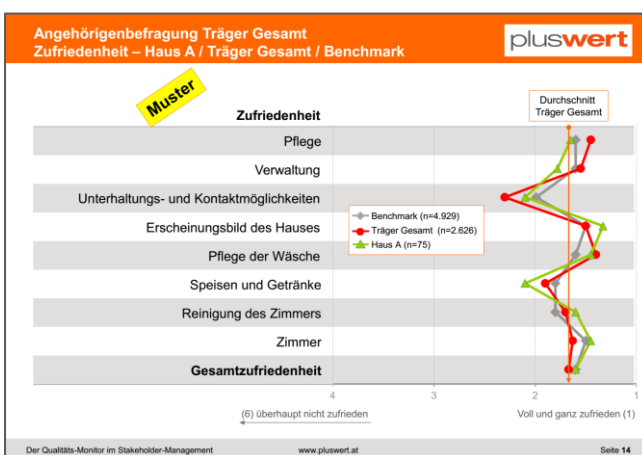 Angehörigenbefragung Träger Gesamt
Zufriedenheit – Haus A / Träger Gesamt / Benchmark
pluswert
Muster
Durchschnitt
Träger Gesamt
Zufriedenheit
Pflege
Verwaltung
Unterhaltungs- und Kontaktmöglichkeiten
Erscheinungsbild des Hauses
Pflege der Wäsche
Speisen und Getränke
Reinigung des Zimmers
Zimmer
Gesamtzufriedenheit
Benchmark (n=4.929)
Träger Gesamt (n=2.626)
Haus A (n=75)
4 3 2 1
(6) überhaupt nicht zufrieden Voll und ganz zufrieden (1)
Der Qualitäts-Monitor im Stakeholder-Management www.pluswert.at Seite 14